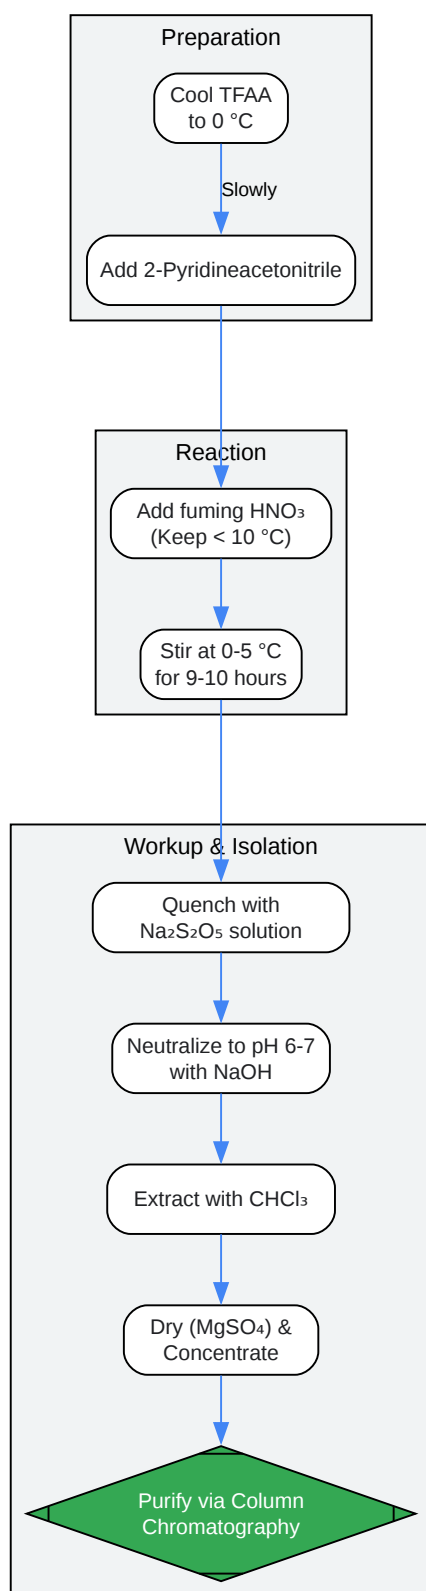 Preparation
Cool TFAA
to 0 °C
Slowly
Add 2-Pyridineacetonitrile
Reaction
Add fuming HNO₃
(Keep < 10 °C)
Stir at 0-5 °C
for 9-10 hours
Workup & Isolation
Quench with
Na₂S₂O₅ solution
Neutralize to pH 6-7
with NaOH
Extract with CHCl₃
Dry (MgSO₄) &
Concentrate
Purify via Column
Chromatography